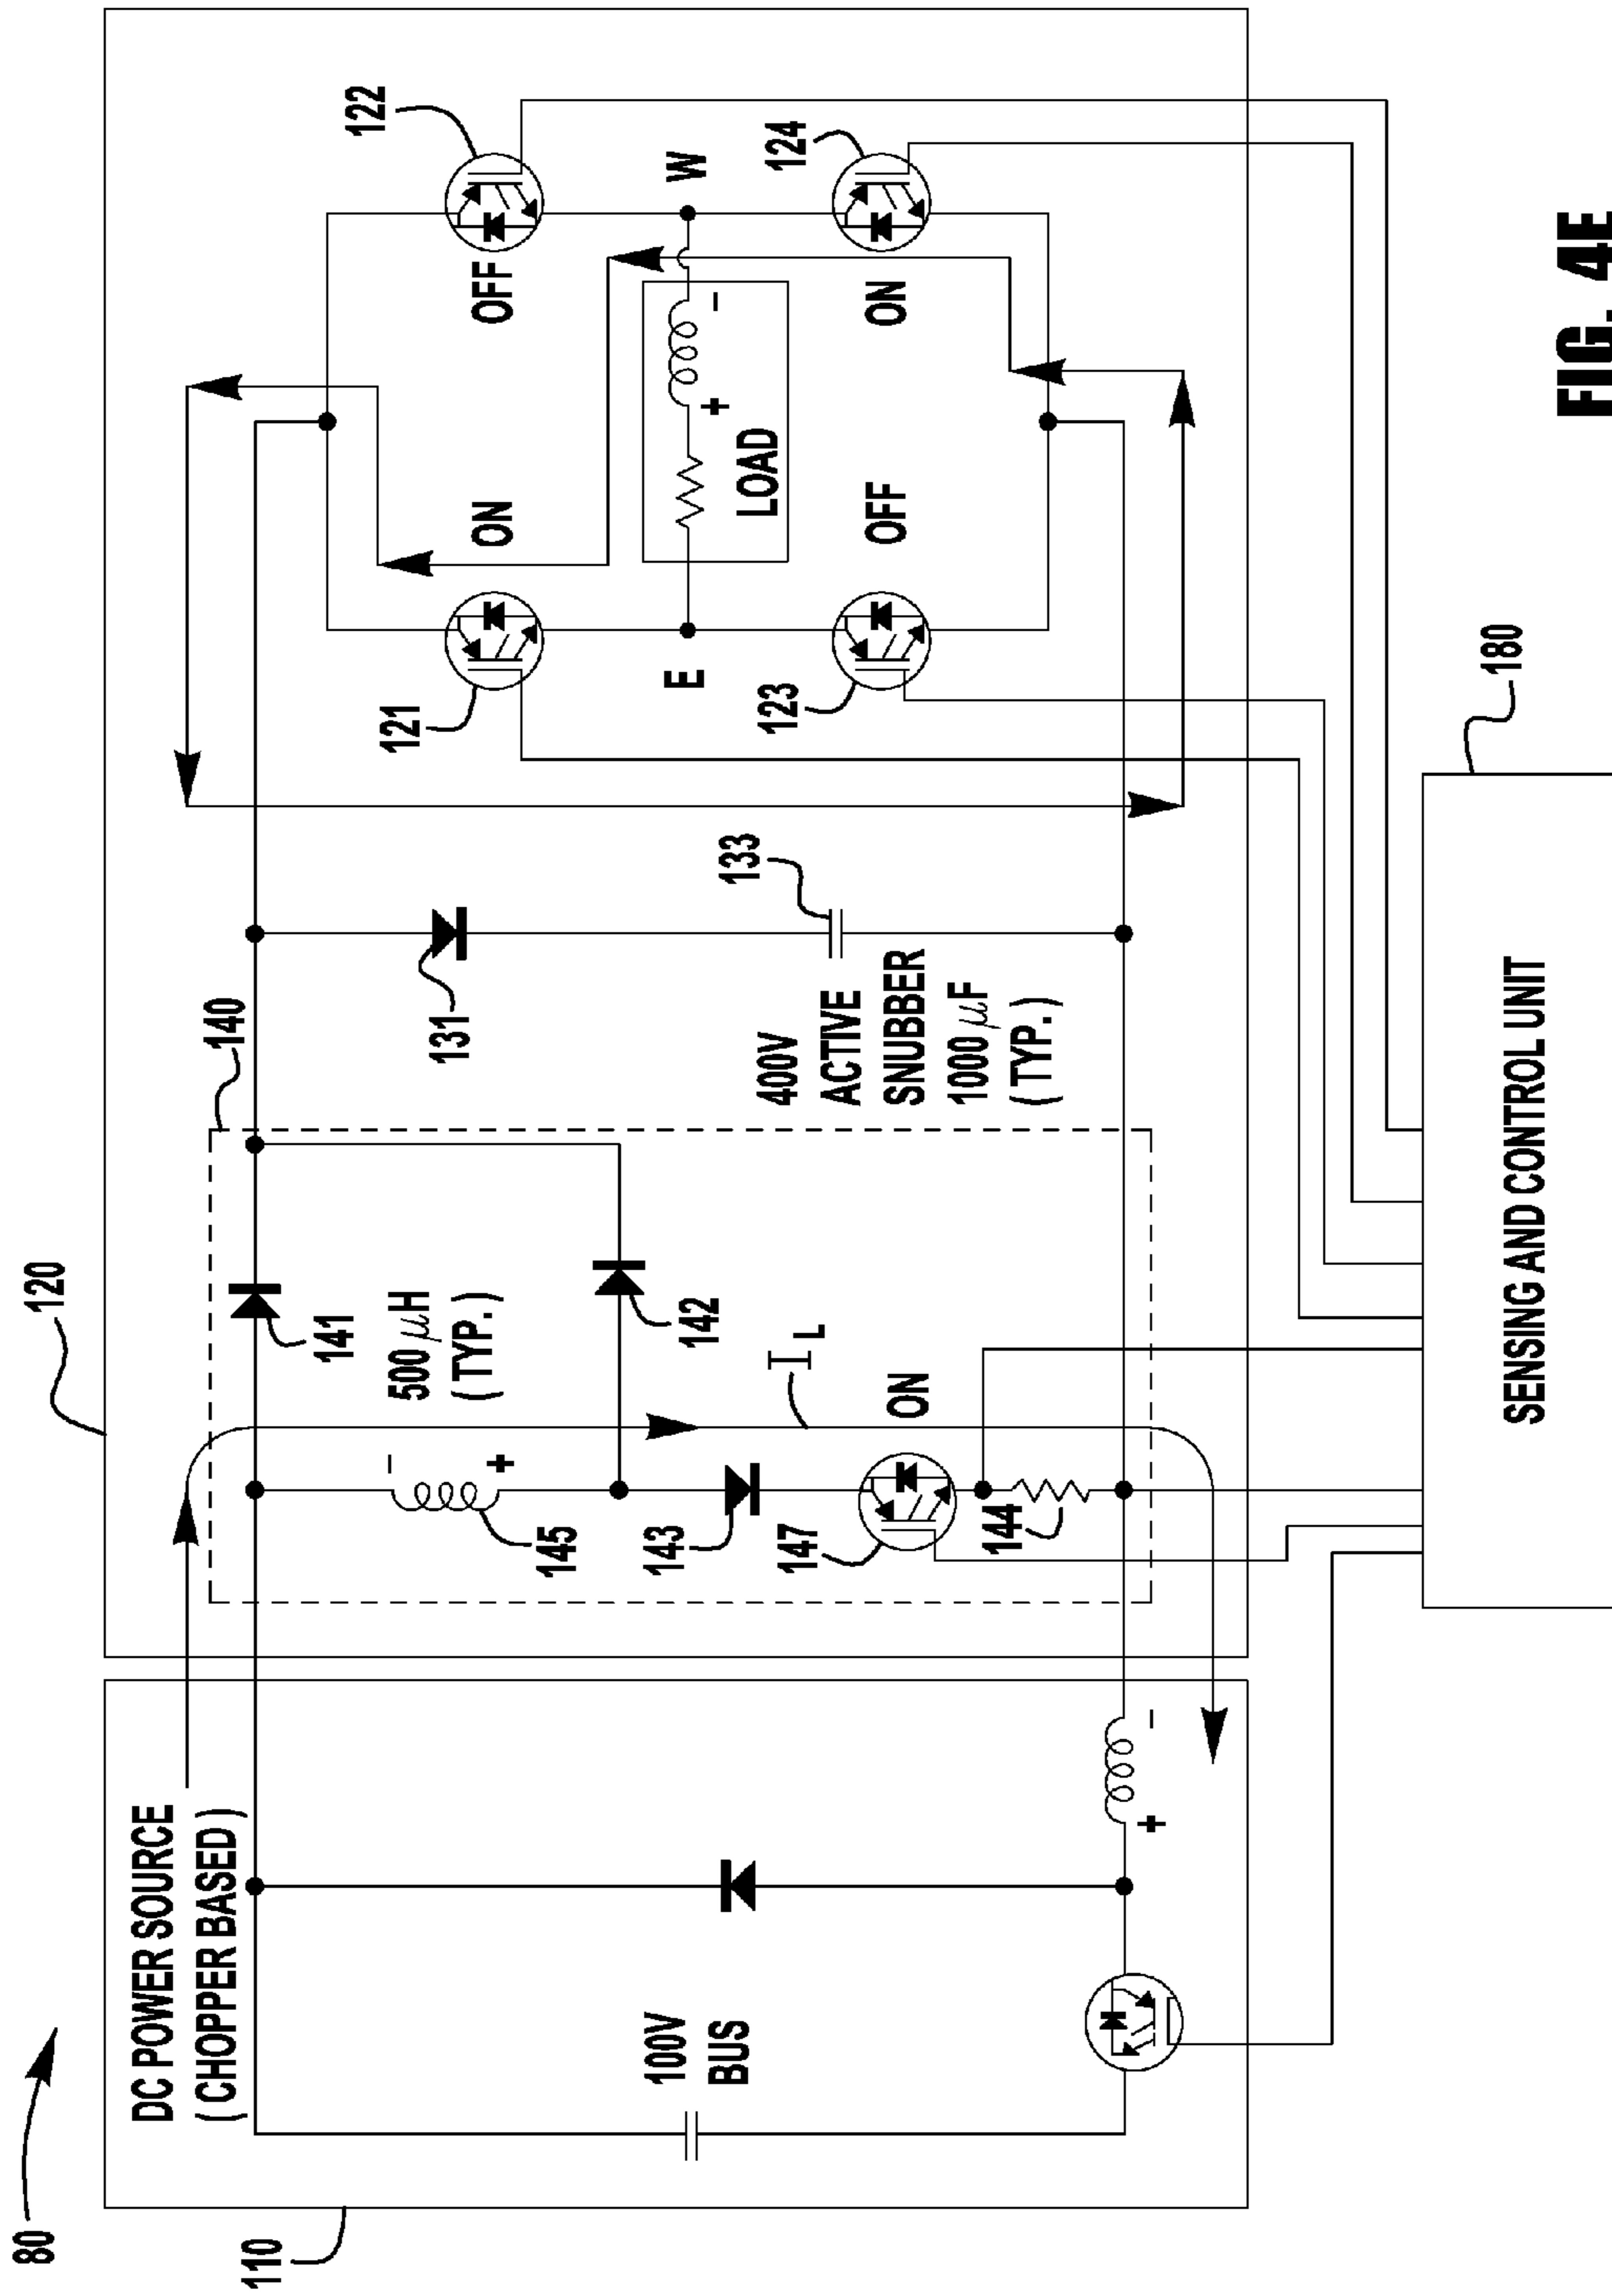 80
110
DC POWER SOURCE
(CHOPPER BASED)
100V
BUS
+
-
120
140
141
500 μH
(TYP.)
-
+
145
142
143
I L
147
ON
144
131
133
400V
ACTIVE
SNUBBER
1000 μF
(TYP.)
121
ON
OFF
122
E
W
+
-
LOAD
123
OFF
ON
124
180
SENSING AND CONTROL UNIT
FIG. 4E